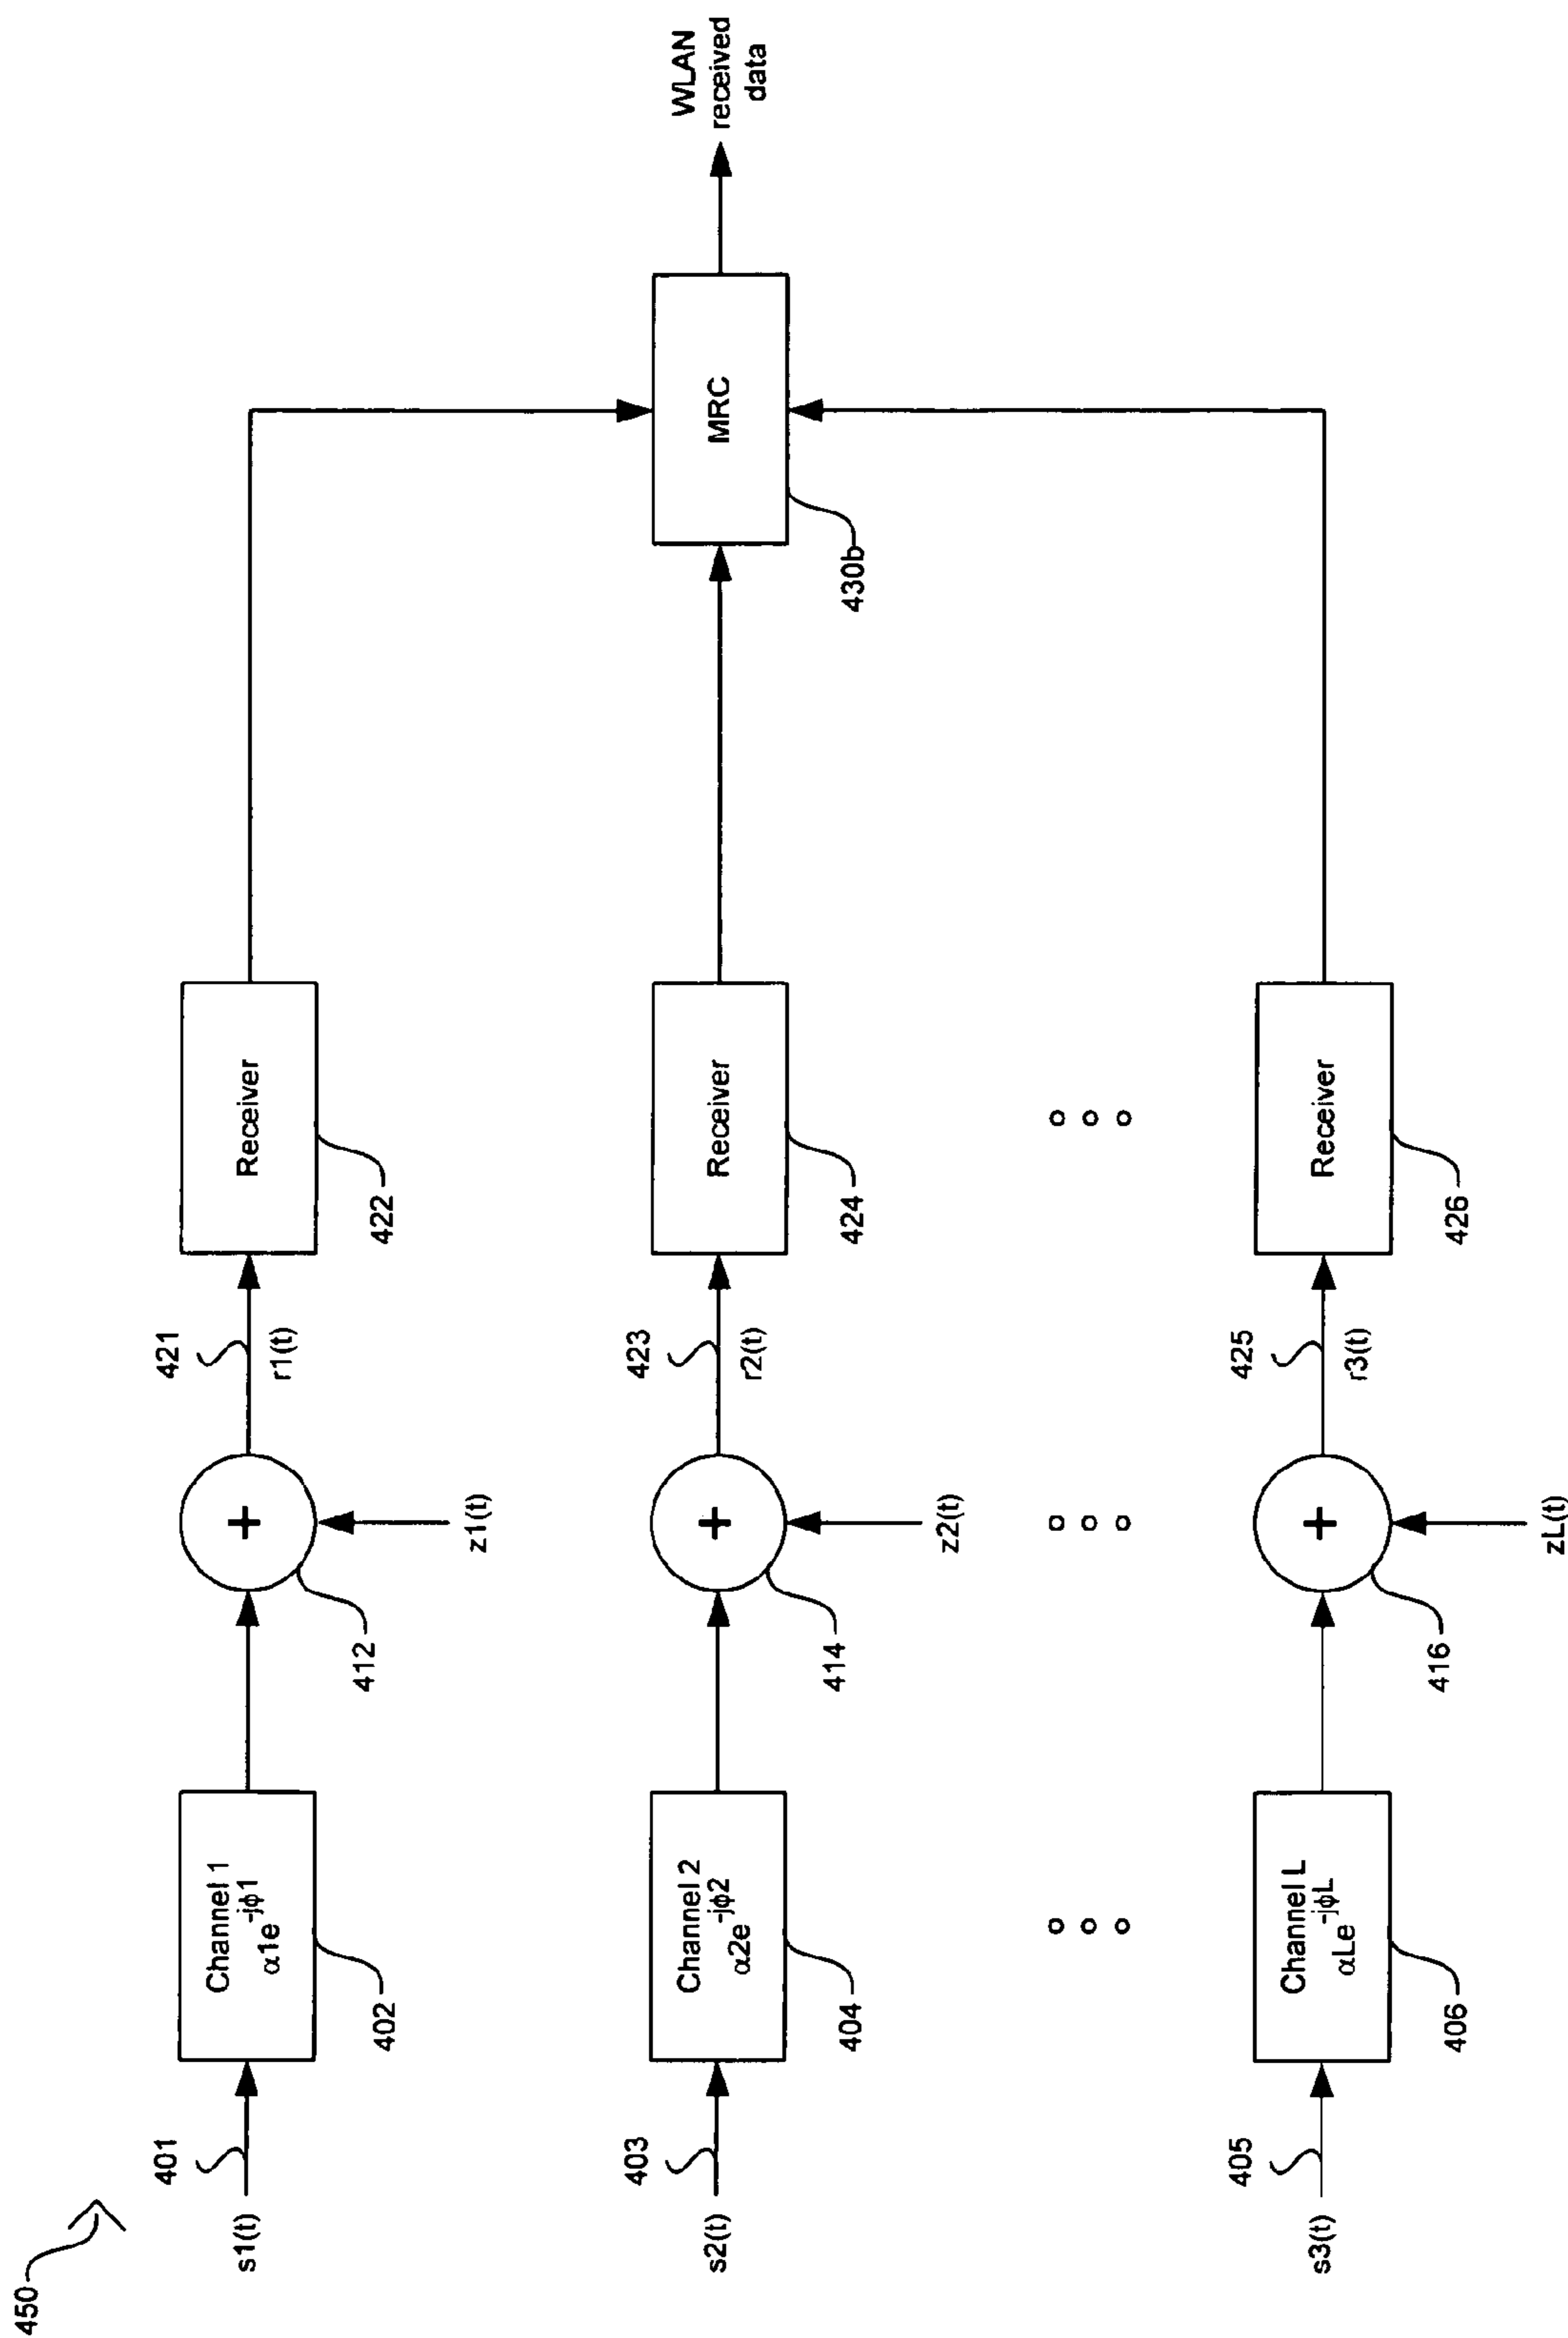 450
s1(t)
401
Channel 1
α1e^-jϕ1
402
412
z1(t)
421
r1(t)
Receiver
422
s2(t)
403
Channel 2
α2e^-jϕ2
404
414
z2(t)
423
r2(t)
Receiver
424
MRC
430b
WLAN
received
data
s3(t)
405
Channel L
αLe^-jϕL
406
416
zL(t)
425
r3(t)
Receiver
426